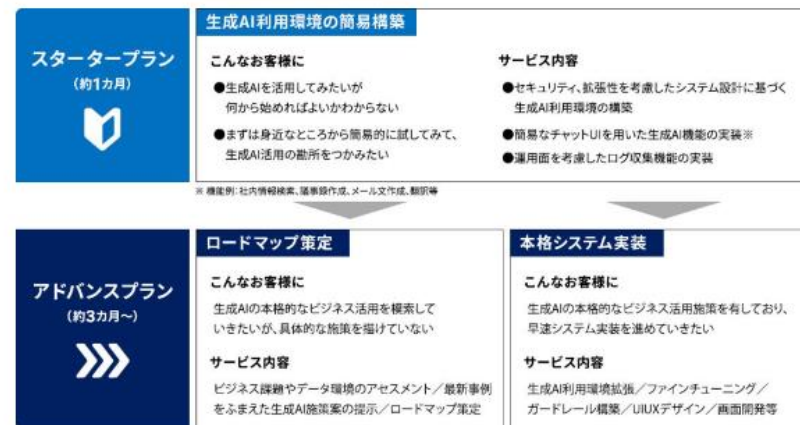 スタータープラン
(約1カ月)
生成AI利用環境の簡易構築
こんなお客様に
●生成AIを活用してみたいが
何から始めればよいかわからない
●まずは身近なところから簡易的に試してみて、
生成AI活用の勘所をつかみたい
サービス内容
●セキュリティ、拡張性を考慮したシステム設計に基づく
生成AI利用環境の構築
●簡易なチャットUIを用いた生成AI機能の実装※
●運用面を考慮したログ収集機能の実装
※ 機能例:社内情報検索、議事録作成、メール文作成、翻訳等
アドバンスプラン
(約3カ月〜)
ロードマップ策定
こんなお客様に
生成AIの本格的なビジネス活用を模索して
いきたいが、具体的な施策を描けていない
サービス内容
ビジネス課題やデータ環境のアセスメント/最新事例
をふまえた生成AI施策案の提示/ロードマップ策定
本格システム実装
こんなお客様に
生成AIの本格的なビジネス活用施策を有しており、
早速システム実装を進めていきたい
サービス内容
生成AI利用環境拡張/ファインチューニング/
ガードレール構築/UIUXデザイン/画面開発等